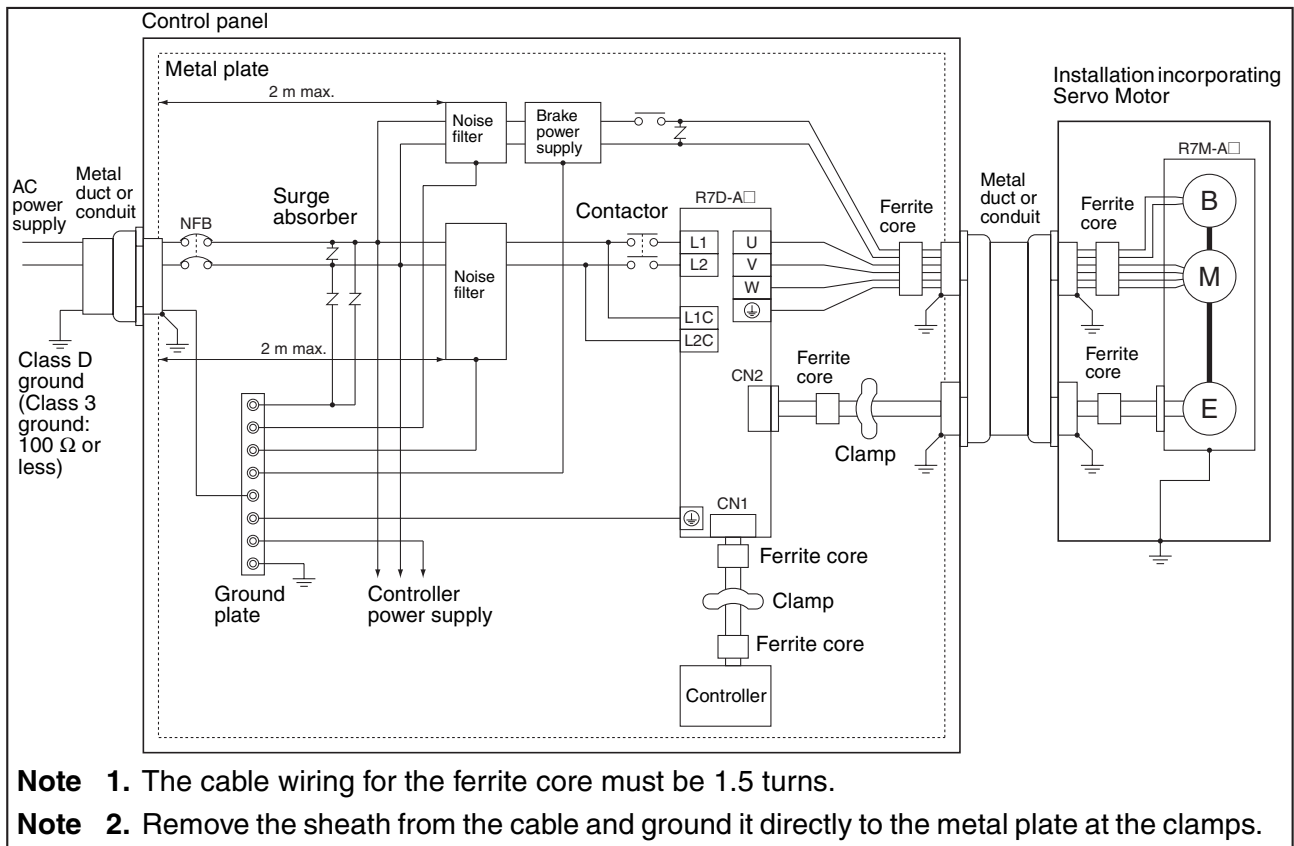 Control panel
Metal plate
2 m max.
Noise
filter
Brake
power
supply
Installation incorporating
Servo Motor
R7M-A□
AC
power
supply
Metal
duct or
conduit
NFB
Surge
absorber
Noise
filter
Contactor
R7D-A□
L1
L2
L1C
L2C
U
V
W
Ferrite
core
Metal
duct or
conduit
Ferrite
core
B
M
E
2 m max.
Class D
ground
(Class 3
ground:
100 Ω or
less)
CN2
Ferrite
core
Clamp
Ferrite
core
CN1
Ground
plate
Controller
power supply
Ferrite core
Clamp
Ferrite core
Controller
Note 1. The cable wiring for the ferrite core must be 1.5 turns.
Note 2. Remove the sheath from the cable and ground it directly to the metal plate at the clamps.